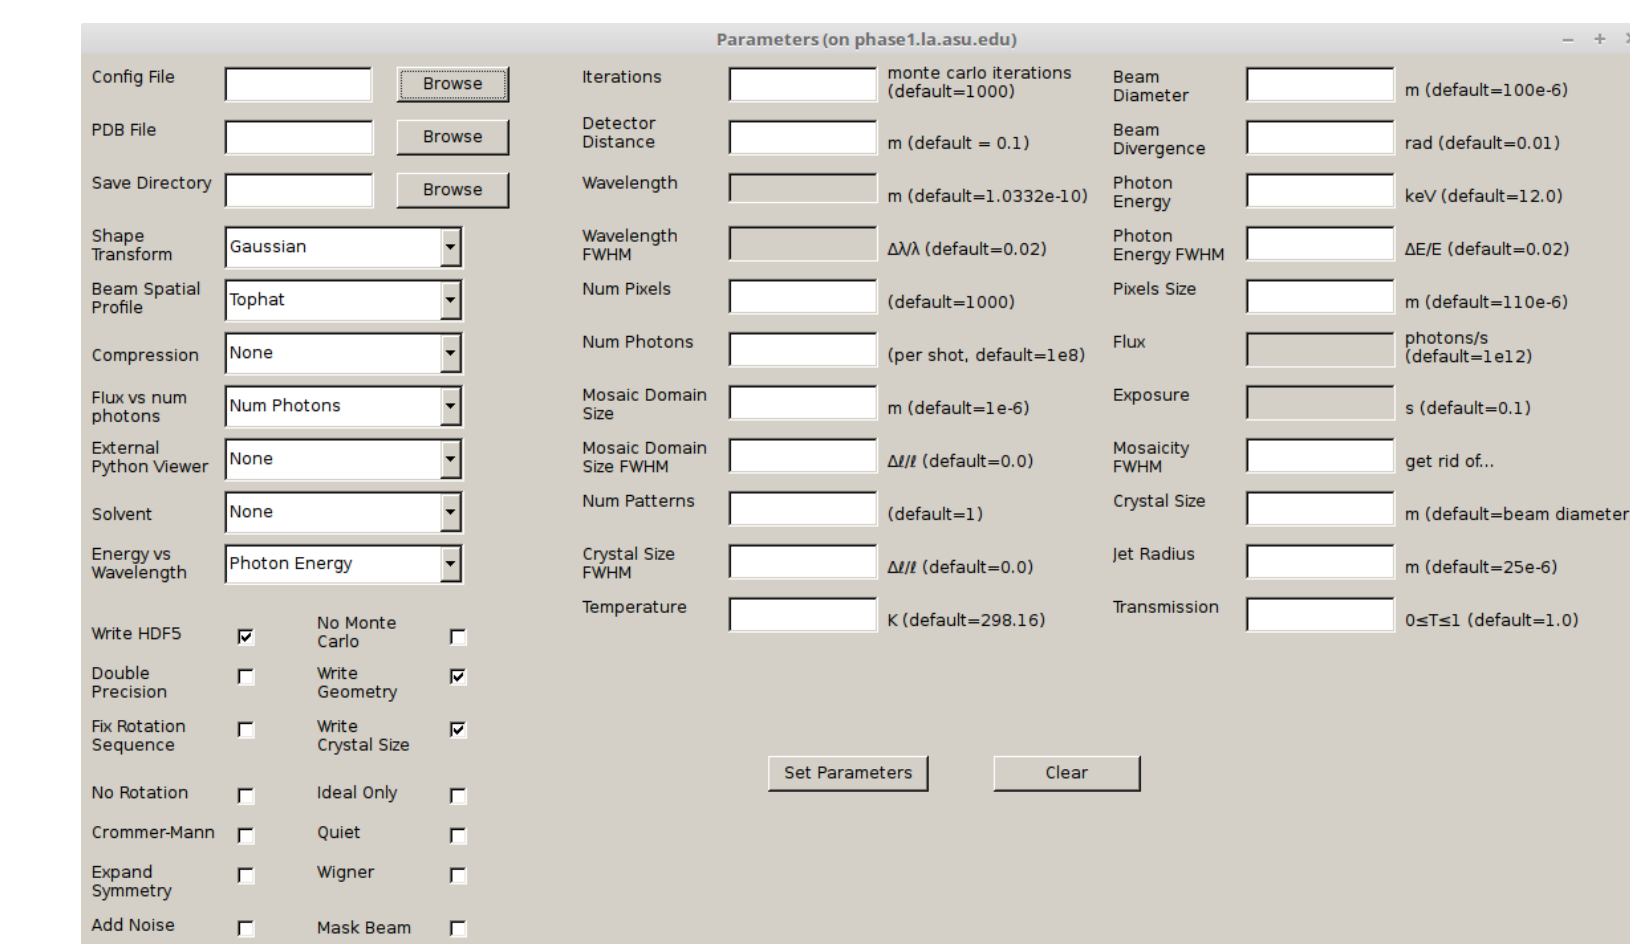 Parameters (on phase1.la.asu.edu)
Config File
Browse
PDB File
Browse
Save Directory
Browse
Shape
Transform
Gaussian
Beam Spatial
Profile
Tophat
Compression
None
Flux vs num
photons
Num Photons
External
Python Viewer
None
Solvent
None
Energy vs
Wavelength
Photon Energy
Write HDF5
No Monte
Carlo
Double
Precision
Write
Geometry
Fix Rotation
Sequence
Write
Crystal Size
No Rotation
Ideal Only
Crommer-Mann
Quiet
Expand
Symmetry
Wigner
Add Noise
Mask Beam
Iterations
monte carlo iterations
(default=1000)
Detector
Distance
m (default = 0.1)
Wavelength
m (default=1.0332e-10)
Wavelength
FWHM
Δλ/λ (default=0.02)
Num Pixels
(default=1000)
Num Photons
(per shot, default=1e8)
Mosaic Domain
Size
m (default=1e-6)
Mosaic Domain
Size FWHM
Δℓ/ℓ (default=0.0)
Num Patterns
(default=1)
Crystal Size
FWHM
Δℓ/ℓ (default=0.0)
Temperature
K (default=298.16)
Beam
Diameter
m (default=100e-6)
Beam
Divergence
rad (default=0.01)
Photon
Energy
keV (default=12.0)
Photon
Energy FWHM
ΔE/E (default=0.02)
Pixels Size
m (default=110e-6)
Flux
photons/s
(default=1e12)
Exposure
s (default=0.1)
Mosaicity
FWHM
get rid of...
Crystal Size
m (default=beam diameter
Jet Radius
m (default=25e-6)
Transmission
0≤T≤1 (default=1.0)
Set Parameters
Clear